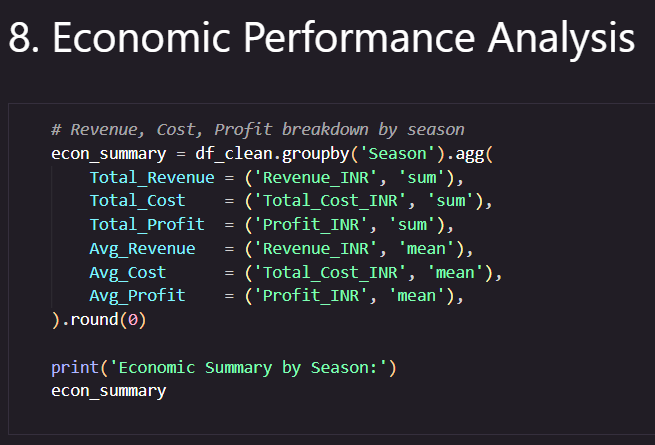 8. Economic Performance Analysis
# Revenue, Cost, Profit breakdown by season
econ_summary = df_clean.groupby('Season').agg(
    Total_Revenue = ('Revenue_INR', 'sum'),
    Total_Cost    = ('Total_Cost_INR', 'sum'),
    Total_Profit  = ('Profit_INR', 'sum'),
    Avg_Revenue   = ('Revenue_INR', 'mean'),
    Avg_Cost      = ('Total_Cost_INR', 'mean'),
    Avg_Profit    = ('Profit_INR', 'mean'),
).round(0)

print('Economic Summary by Season:')
econ_summary